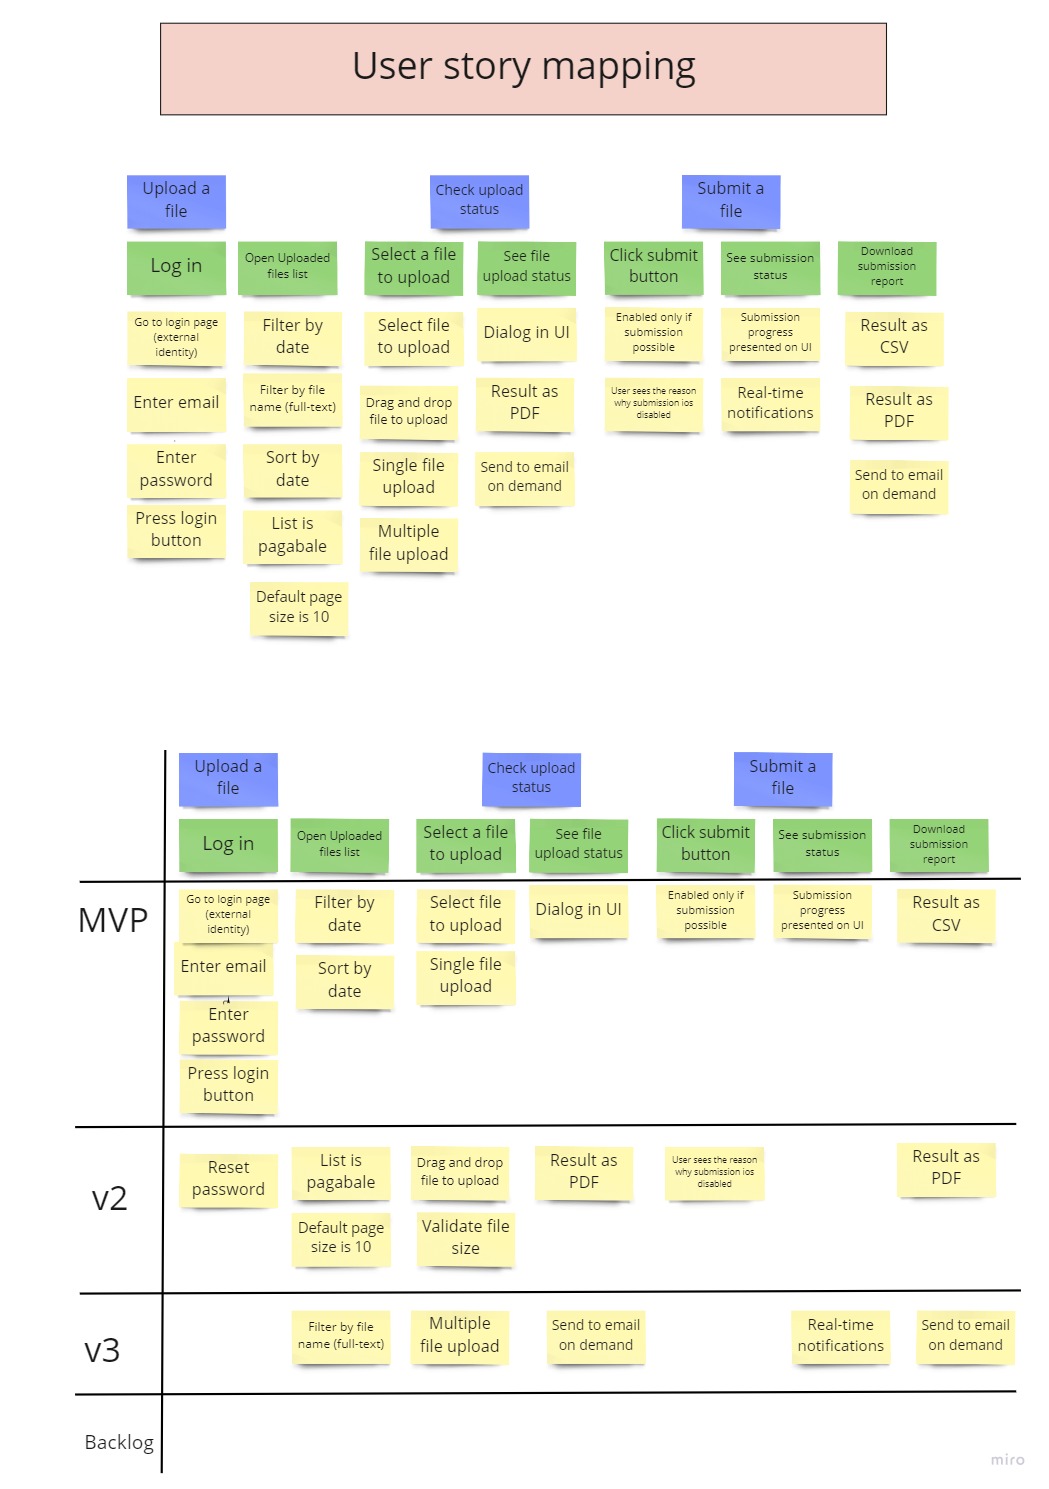 User story mapping
Upload a
file
Check upload
status
Submit a
file
Log in
Open Uploaded
files list
Select a file
to upload
See file
upload status
Click submit
button
See submission
status
Download
submission
report
Go to login page
(external
identity)
Filter by
date
Select file
to upload
Dialog in UI
Enabled only if
submission
possible
Submission
progress
presented on UI
Result as
CSV
Enter email
Filter by file
name (full-text)
Drag and drop
file to upload
Result as
PDF
User sees the reason
why submission ios
disabled
Real-time
notifications
Result as
PDF
Enter
password
Sort by
date
Single file
upload
Send to email
on demand
Send to email
on demand
Press login
button
List is
pagabale
Multiple
file upload
Default page
size is 10
Upload a
file
Check upload
status
Submit a
file
Log in
Open Uploaded
files list
Select a file
to upload
See file
upload status
Click submit
button
See submission
status
Download
submission
report
MVP
Go to login page
(external
identity)
Filter by
date
Select file
to upload
Dialog in UI
Enabled only if
submission
possible
Submission
progress
presented on UI
Result as
CSV
Enter email
Sort by
date
Single file
upload
Enter
password
Press login
button
v2
Reset
password
List is
pagabale
Drag and drop
file to upload
Result as
PDF
User sees the reason
why submission ios
disabled
Result as
PDF
Default page
size is 10
Validate file
size
v3
Filter by file
name (full-text)
Multiple
file upload
Send to email
on demand
Real-time
notifications
Send to email
on demand
Backlog
miro